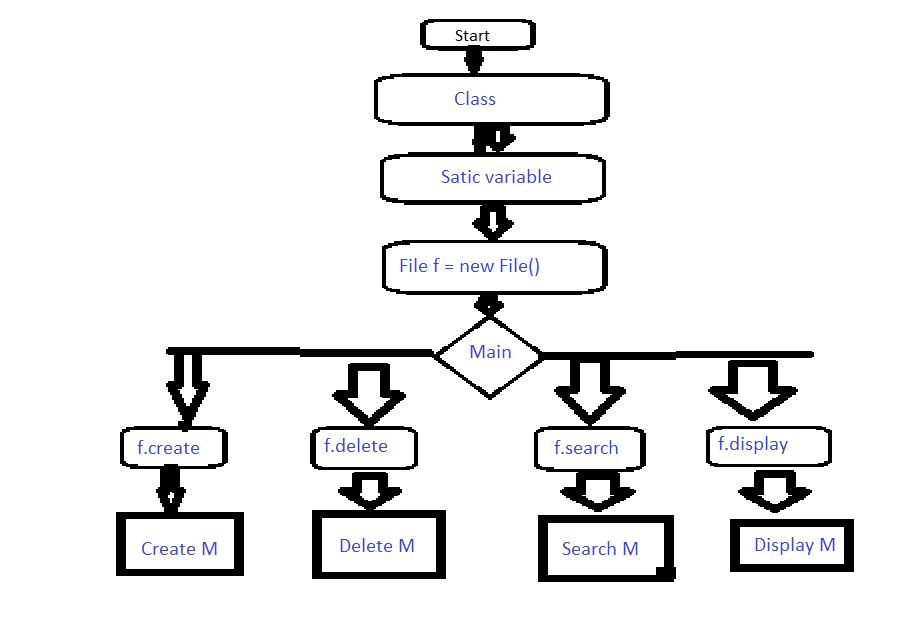 Start
Class
Satic variable
File f = new File()
Main
f.create
f.delete
f.search
f.display
Create M
Delete M
Search M
Display M